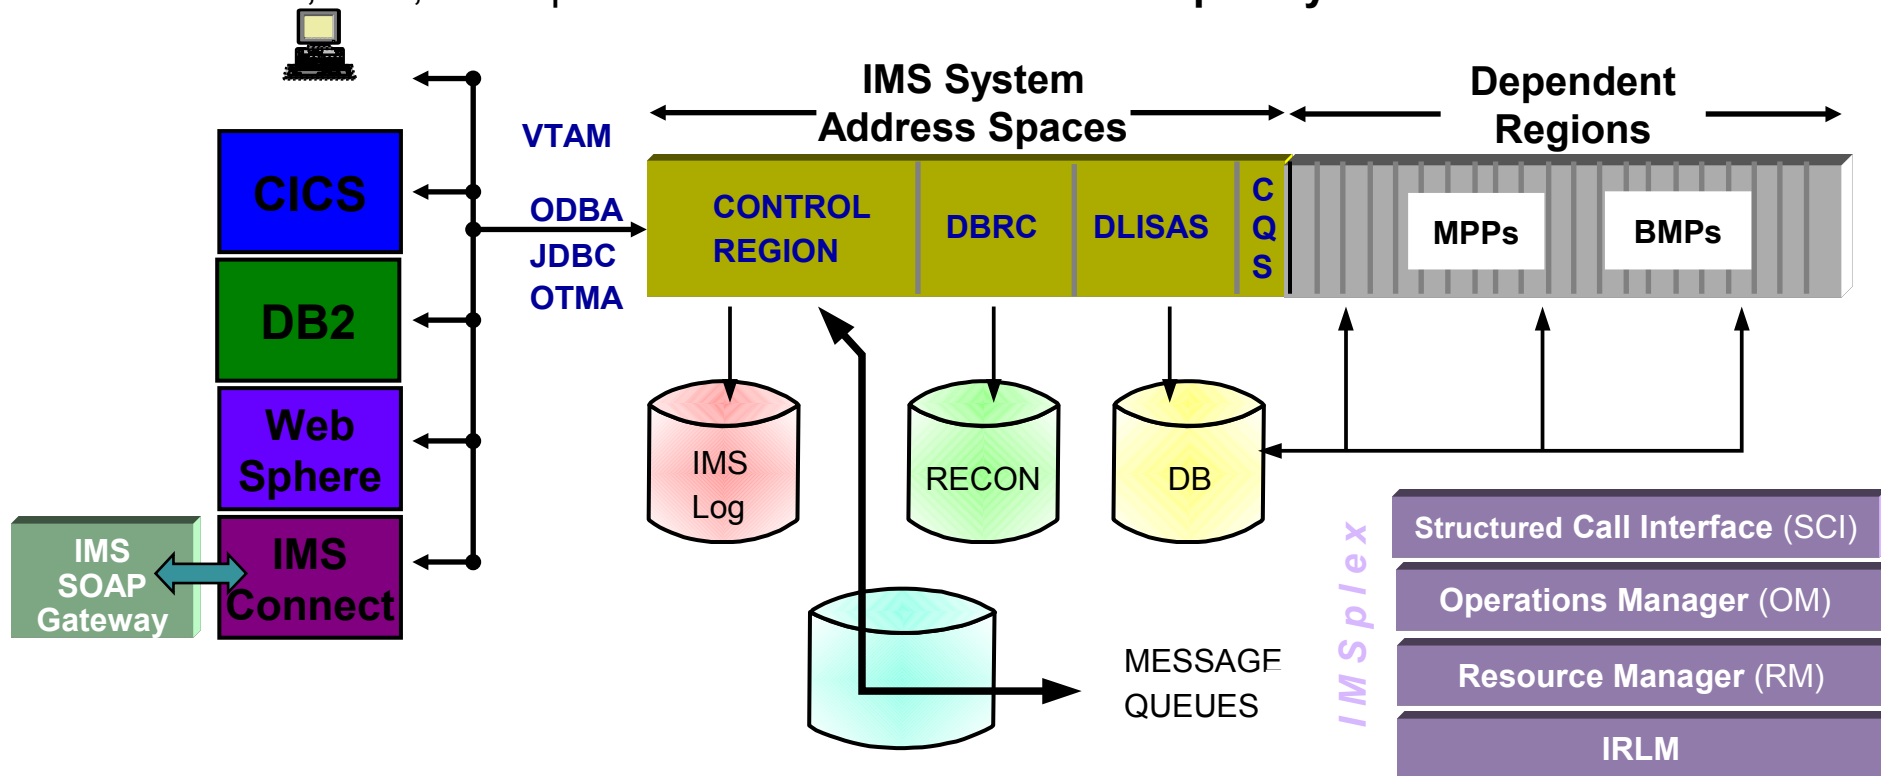 IMS System
Address Spaces
Dependent
Regions
VTAM
CICS
ODBA
JDBC
OTMA
CONTROL
REGION
DBRC
DLISAS
C
Q
S
MPPs
BMPs
DB2
Web
Sphere
IMS
Log
RECON
DB
IMS
SOAP
Gateway
IMS
Connect
MESSAGE
QUEUES
IMSplex
Structured Call Interface (SCI)
Operations Manager (OM)
Resource Manager (RM)
IRLM